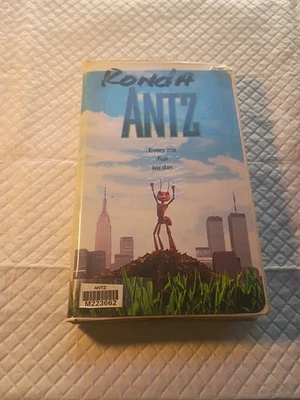 RONdA
ANTZ
Every ant
has
his day.
ANTZ
M223662